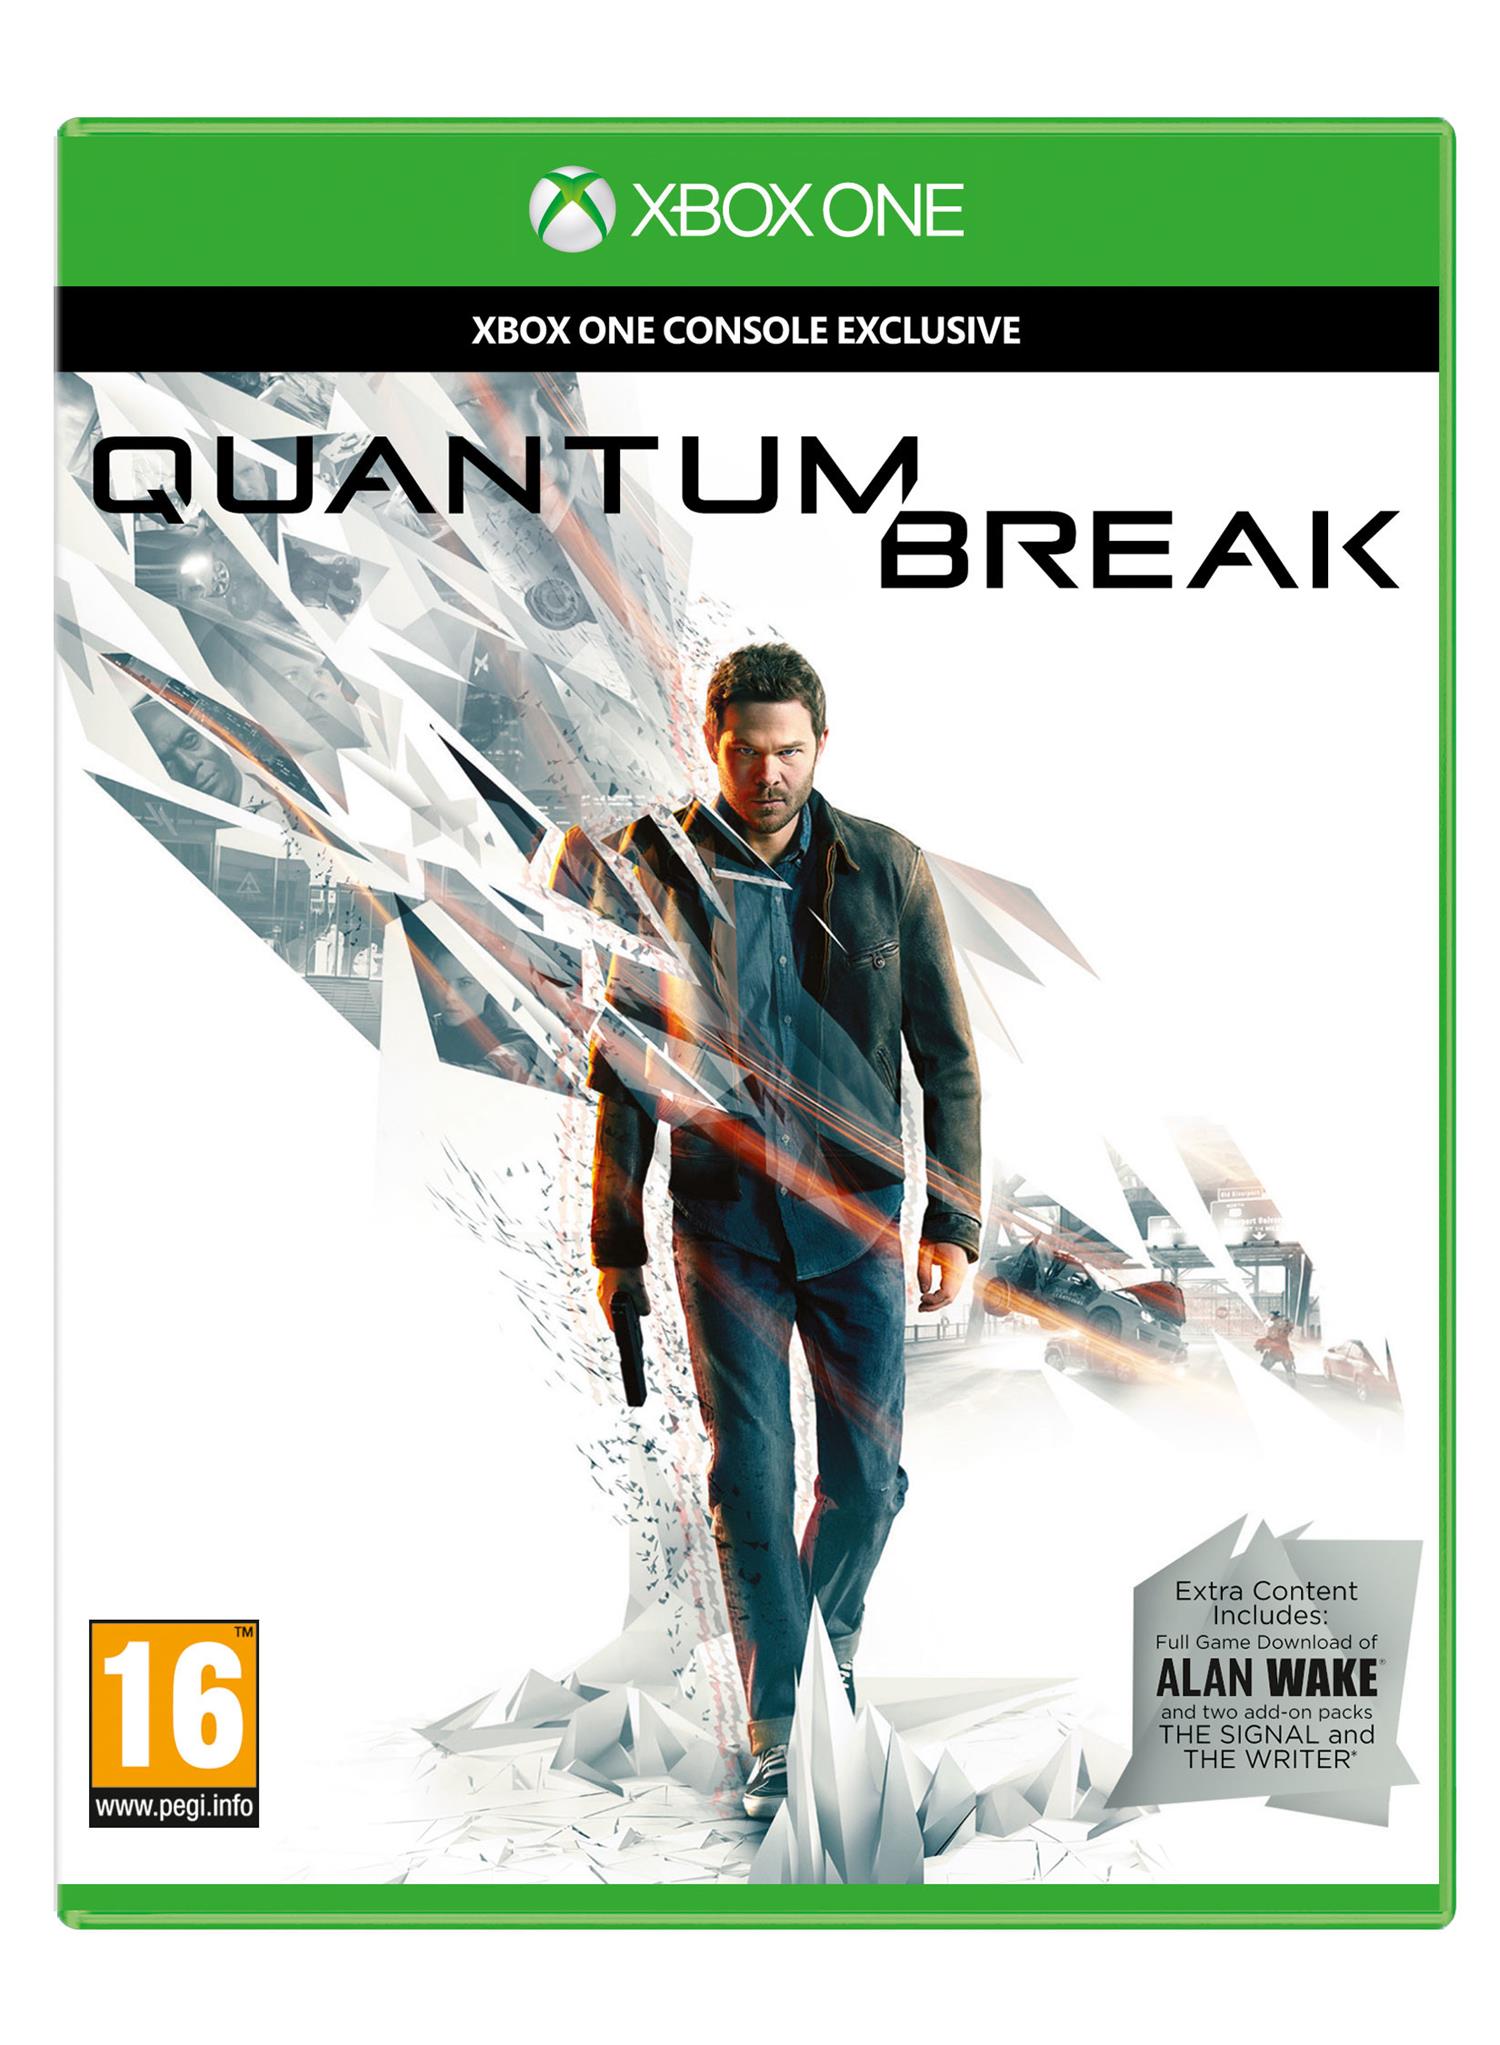 XBOX ONE
XBOX ONE CONSOLE EXCLUSIVE
QUANTUM
BREAK
Extra Content
Includes:
Full Game Download of
ALAN WAKE®
and two add-on packs
THE SIGNAL and
THE WRITER*
16™
www.pegi.info